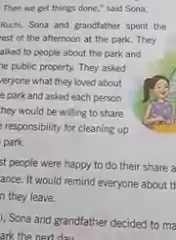 Then we get things done," said Sona.
Ruchi, Sona and grandfather spent the
rest of the afternoon at the park. They
alked to people about the park and
he public property. They asked
veryone what they loved about
e park and asked each person
they would be willing to share
e responsibility for cleaning up
park.
st people were happy to do their share a
ance. It would remind everyone about th
n they leave.
i, Sona and grandfather decided to ma
ark the next day